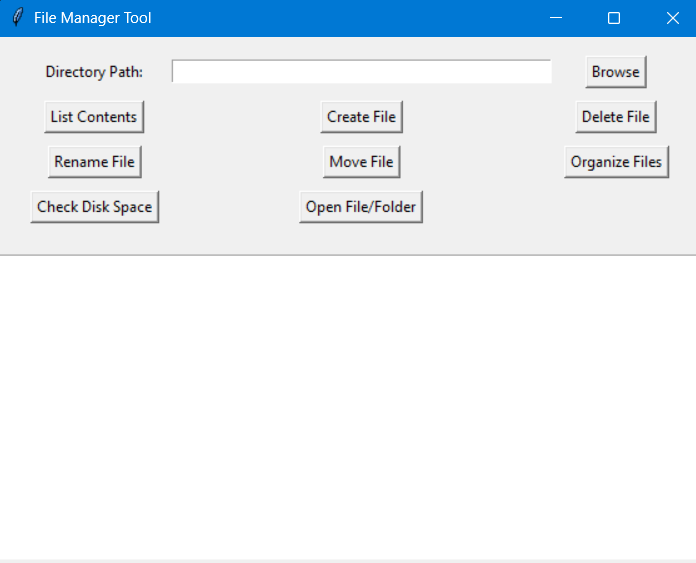 File Manager Tool
Directory Path: Browse
List Contents Create File Delete File
Rename File Move File Organize Files
Check Disk Space Open File/Folder